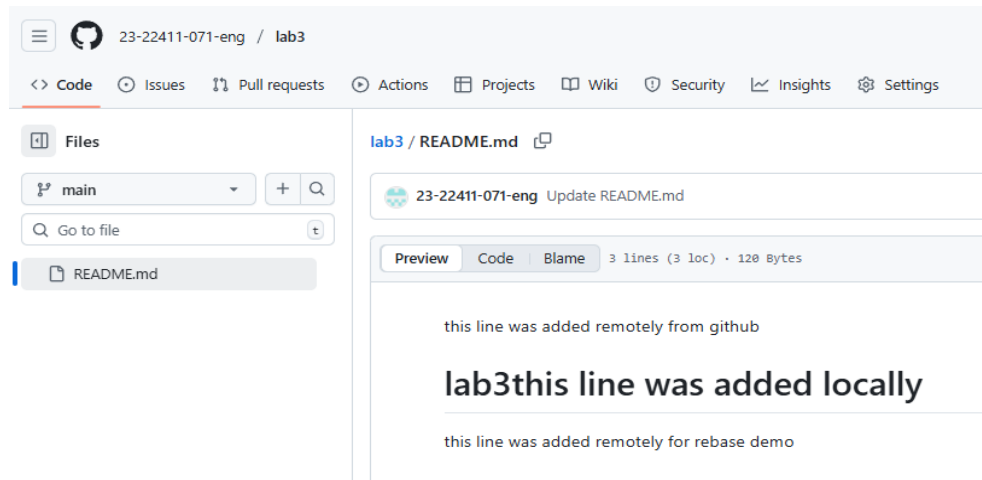 23-22411-071-eng / lab3
<> Code Issues Pull requests Actions Projects Wiki Security Insights Settings
Files
main
Go to file t
README.md
lab3 / README.md
23-22411-071-eng Update README.md
Preview Code Blame 3 lines (3 loc) · 120 Bytes
this line was added remotely from github
lab3this line was added locally
this line was added remotely for rebase demo